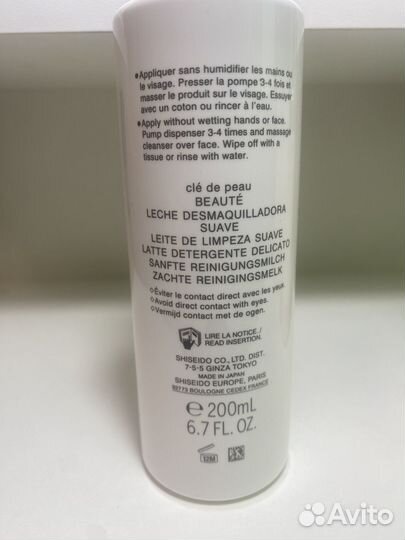 •Appliquer sans humidifier les mains ou
le visage. Presser la pompe 3-4 fois et
masser le produit sur le visage. Essuyer
avec un coton ou rincer à l'eau.
•Apply without wetting hands or face.
Pump dispenser 3-4 times and massage
cleanser over face. Wipe off with a
tissue or rinse with water.
clé de peau
BEAUTÉ
LECHE DESMAQUILLADORA
SUAVE
LEITE DE LIMPEZA SUAVE
LATTE DETERGENTE DELICATO
SANFTE REINIGUNGSMILCH
ZACHTE REINIGINGSMELK
○Éviter le contact direct avec les yeux.
○Avoid direct contact with eyes.
○Vermijd contact met de ogen.
LIRE LA NOTICE./
READ INSERTION.
SHISEIDO CO., LTD. DIST.
7-5-5 GINZA TOKYO
MADE IN JAPAN
SHISEIDO EUROPE, PARIS
92773 BOULOGNE CEDEX FRANCE
℮ 200mL
6.7 FL. OZ.
12M
Avito